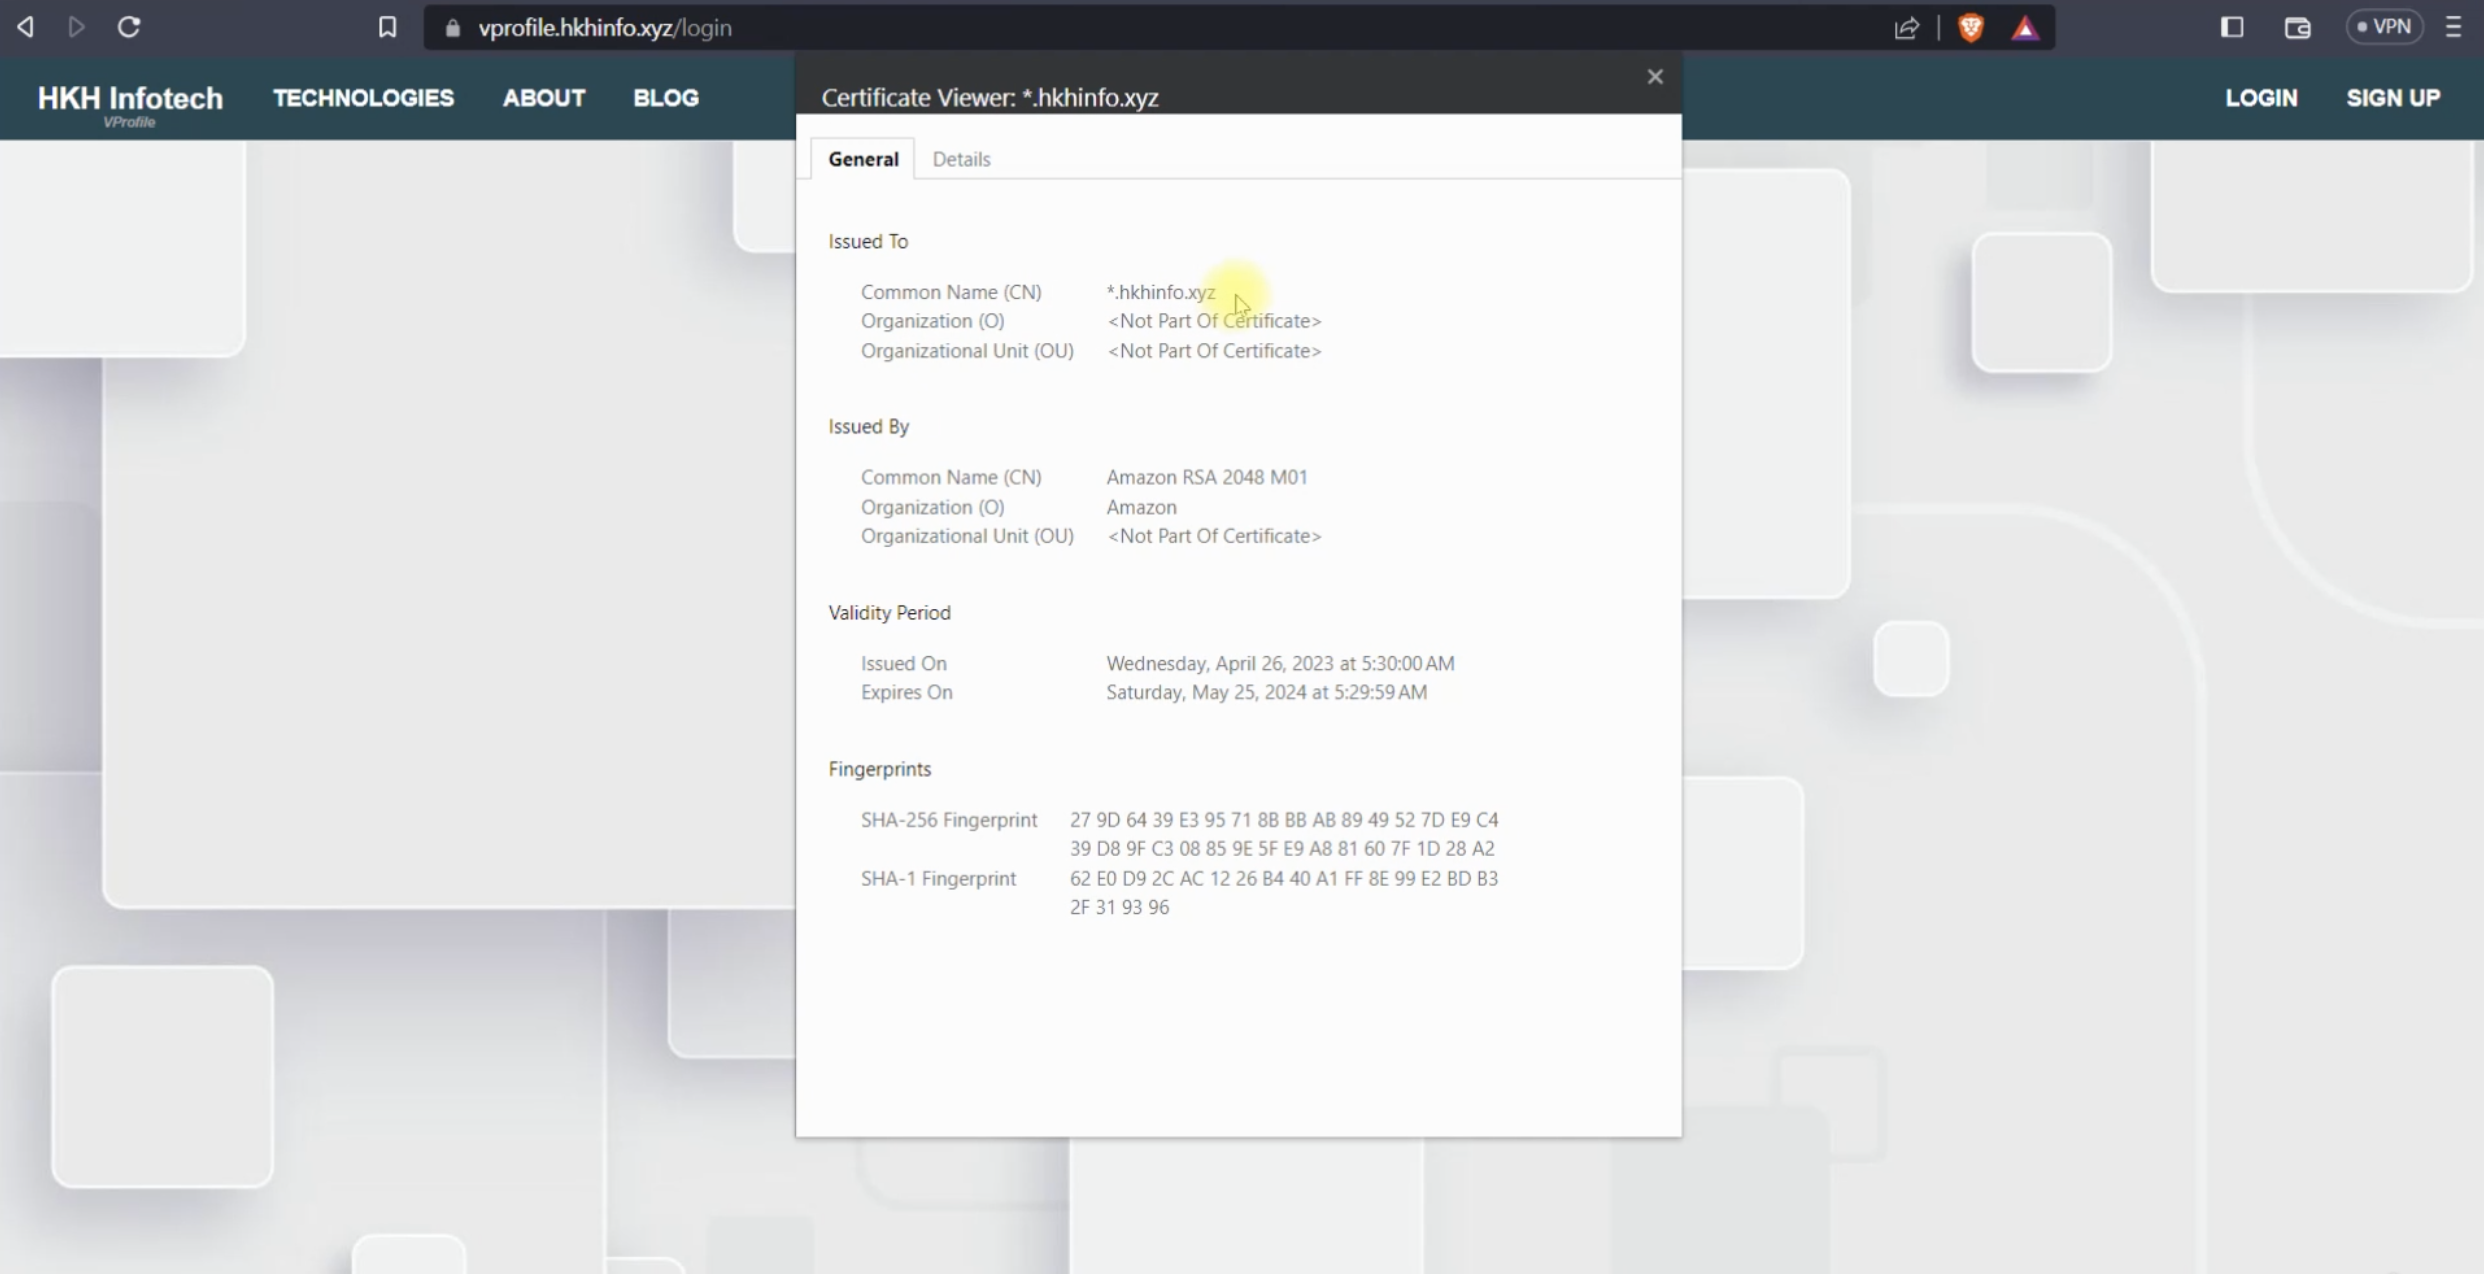 vprofile.hkhinfo.xyz/login
VPN
HKH Infotech
VProfile
TECHNOLOGIES
ABOUT
BLOG
LOGIN
SIGN UP
Certificate Viewer: *.hkhinfo.xyz
General
Details
Issued To
Common Name (CN) *.hkhinfo.xyz
Organization (O) <Not Part Of Certificate>
Organizational Unit (OU) <Not Part Of Certificate>
Issued By
Common Name (CN) Amazon RSA 2048 M01
Organization (O) Amazon
Organizational Unit (OU) <Not Part Of Certificate>
Validity Period
Issued On Wednesday, April 26, 2023 at 5:30:00 AM
Expires On Saturday, May 25, 2024 at 5:29:59 AM
Fingerprints
SHA-256 Fingerprint 27 9D 64 39 E3 95 71 8B BB AB 89 49 52 7D E9 C4
39 D8 9F C3 08 85 9E 5F E9 A8 81 60 7F 1D 28 A2
SHA-1 Fingerprint 62 E0 D9 2C AC 12 26 B4 40 A1 FF 8E 99 E2 BD B3
2F 31 93 96